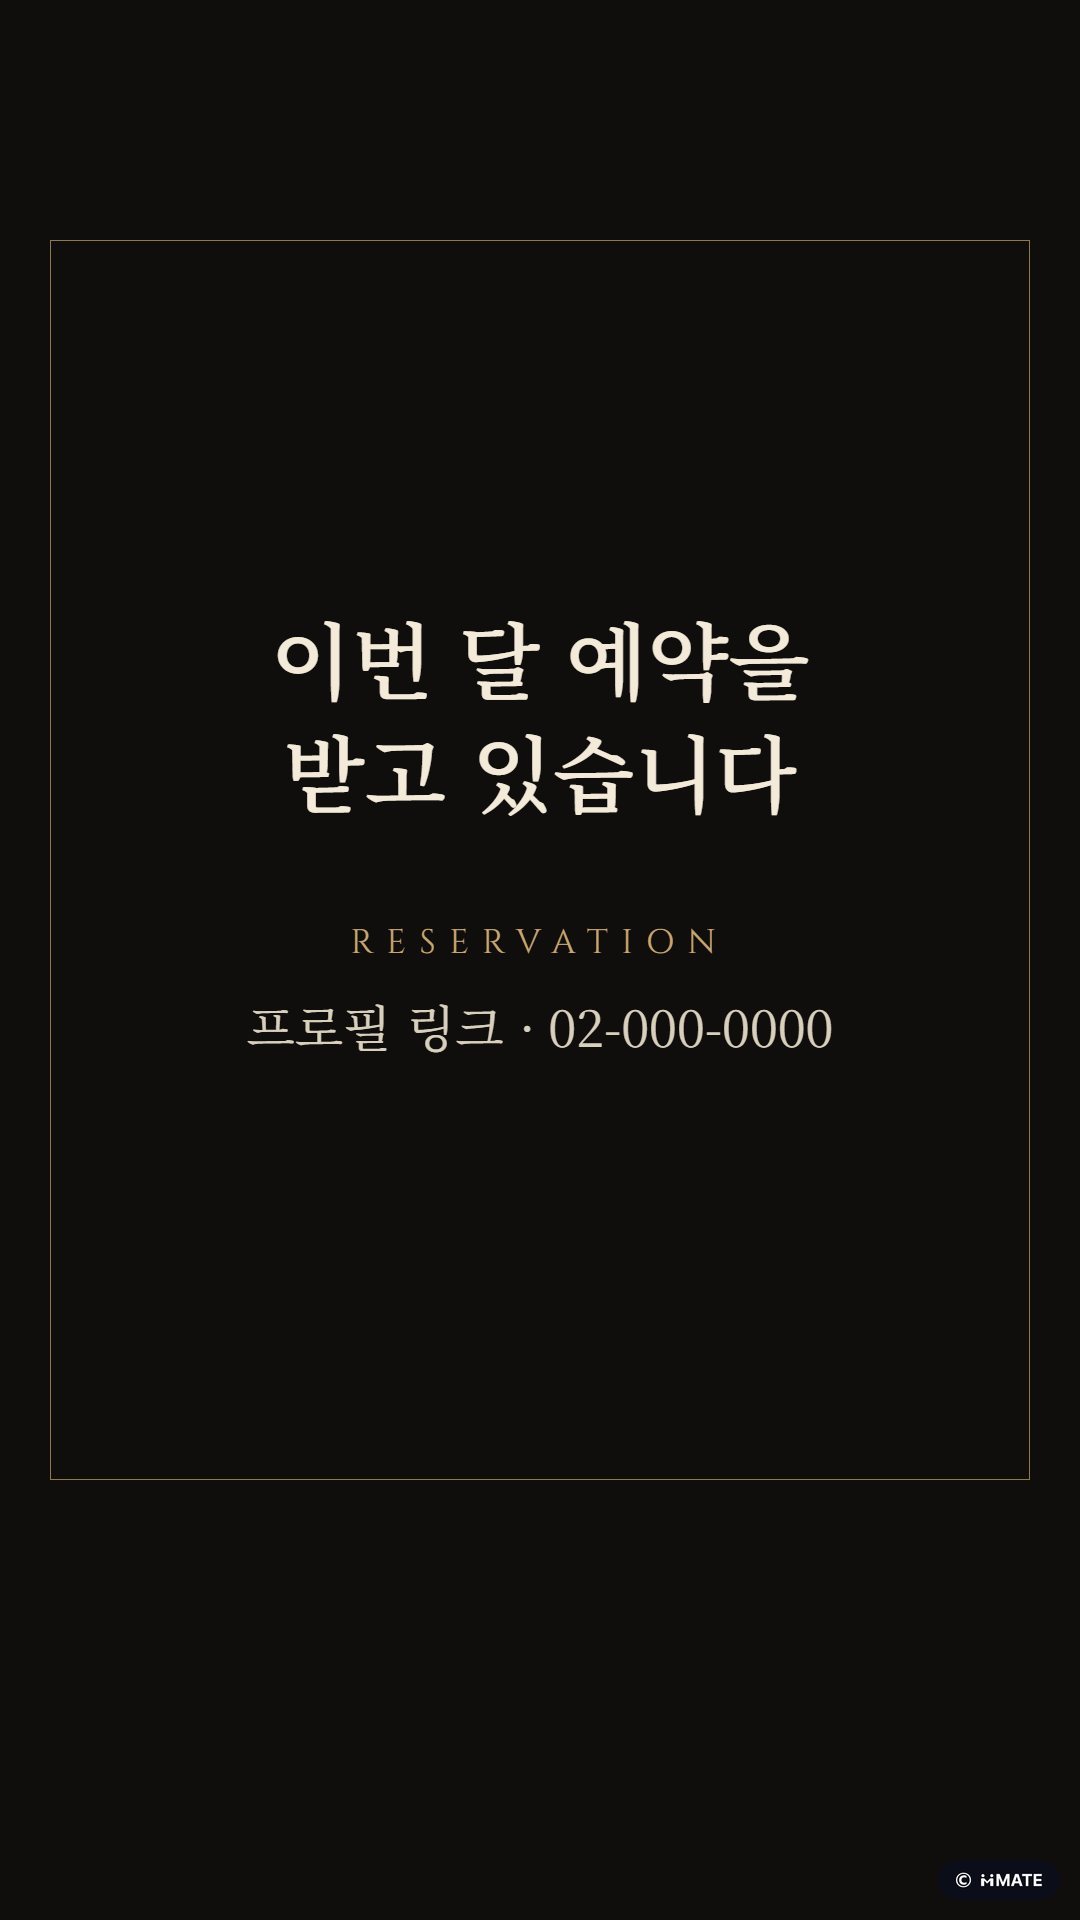 이번 달 예약을
받고 있습니다
RESERVATION
프로필 링크 · 02-000-0000
© MMATE